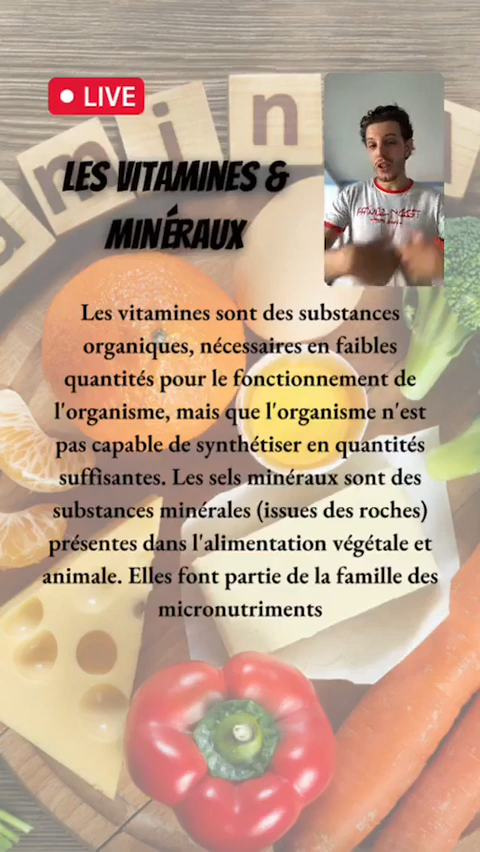 LIVE
LES VITAMINES &
MINÉRAUX
Les vitamines sont des substances
organiques, nécessaires en faibles
quantités pour le fonctionnement de
l'organisme, mais que l'organisme n'est
pas capable de synthétiser en quantités
suffisantes. Les sels minéraux sont des
substances minérales (issues des roches)
présentes dans l'alimentation végétale et
animale. Elles font partie de la famille des
micronutriments